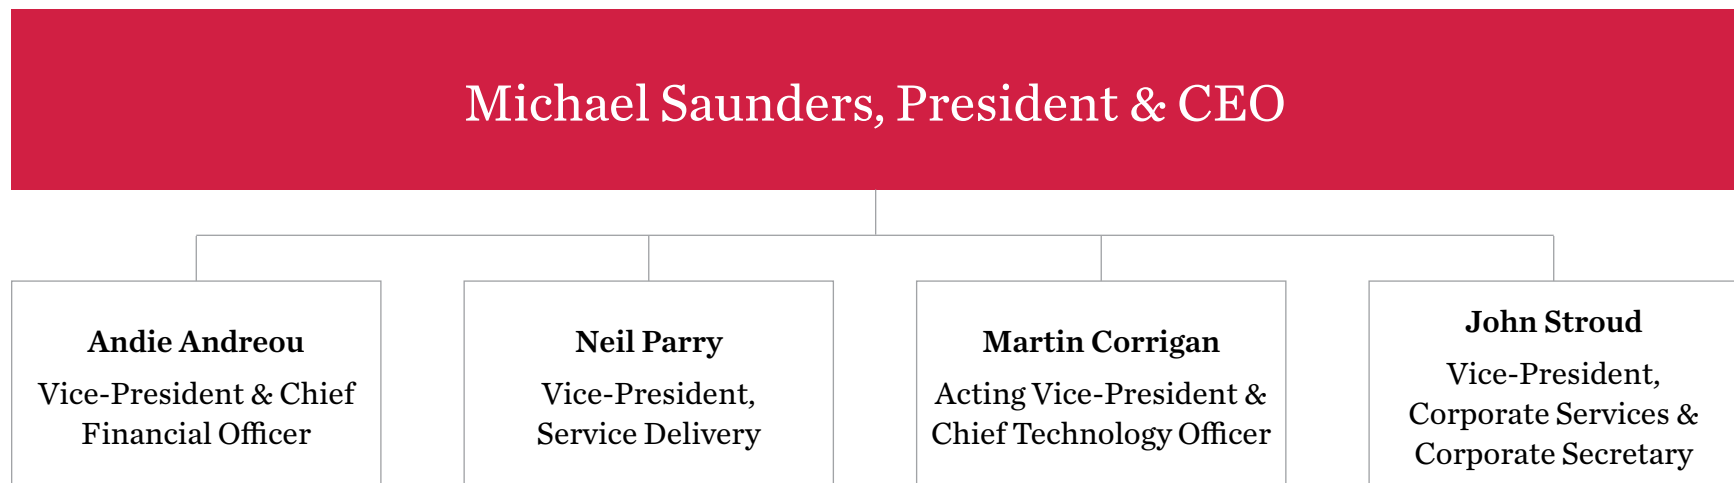 Michael Saunders, President & CEO
Andie Andreou
Vice-President & Chief
Financial Officer
Neil Parry
Vice-President,
Service Delivery
Martin Corrigan
Acting Vice-President &
Chief Technology Officer
John Stroud
Vice-President,
Corporate Services &
Corporate Secretary